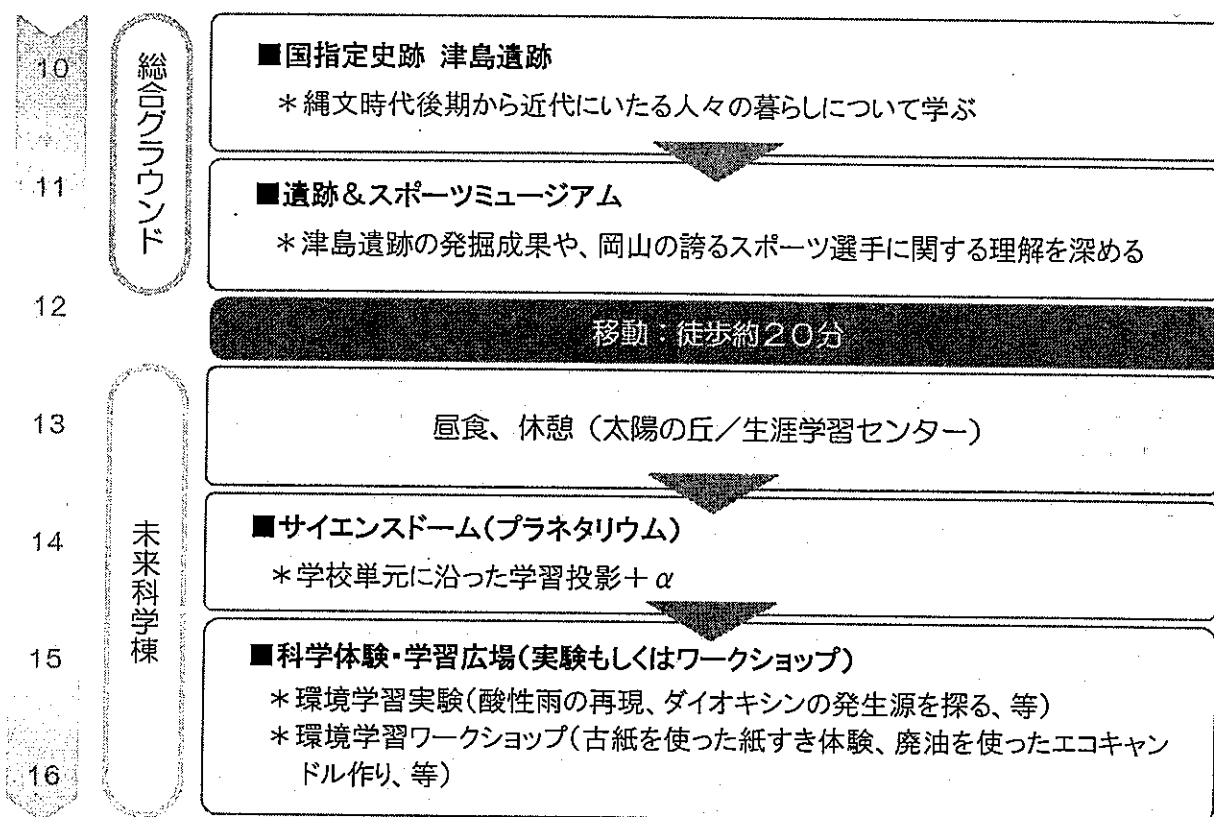 10
総合グラウンド
■国指定史跡 津島遺跡
＊縄文時代後期から近代にいたる人々の暮らしについて学ぶ
11
■遺跡＆スポーツミュージアム
＊津島遺跡の発掘成果や、岡山の誇るスポーツ選手に関する理解を深める
12
移動：徒歩約２０分
13
昼食、休憩（太陽の丘／生涯学習センター）
未来科学棟
14
■サイエンスドーム（プラネタリウム）
＊学校単元に沿った学習投影＋α
15
■科学体験・学習広場（実験もしくはワークショップ）
＊環境学習実験（酸性雨の再現、ダイオキシンの発生源を探る、等）
＊環境学習ワークショップ（古紙を使った紙すき体験、廃油を使ったエコキャン
ドル作り、等）
16